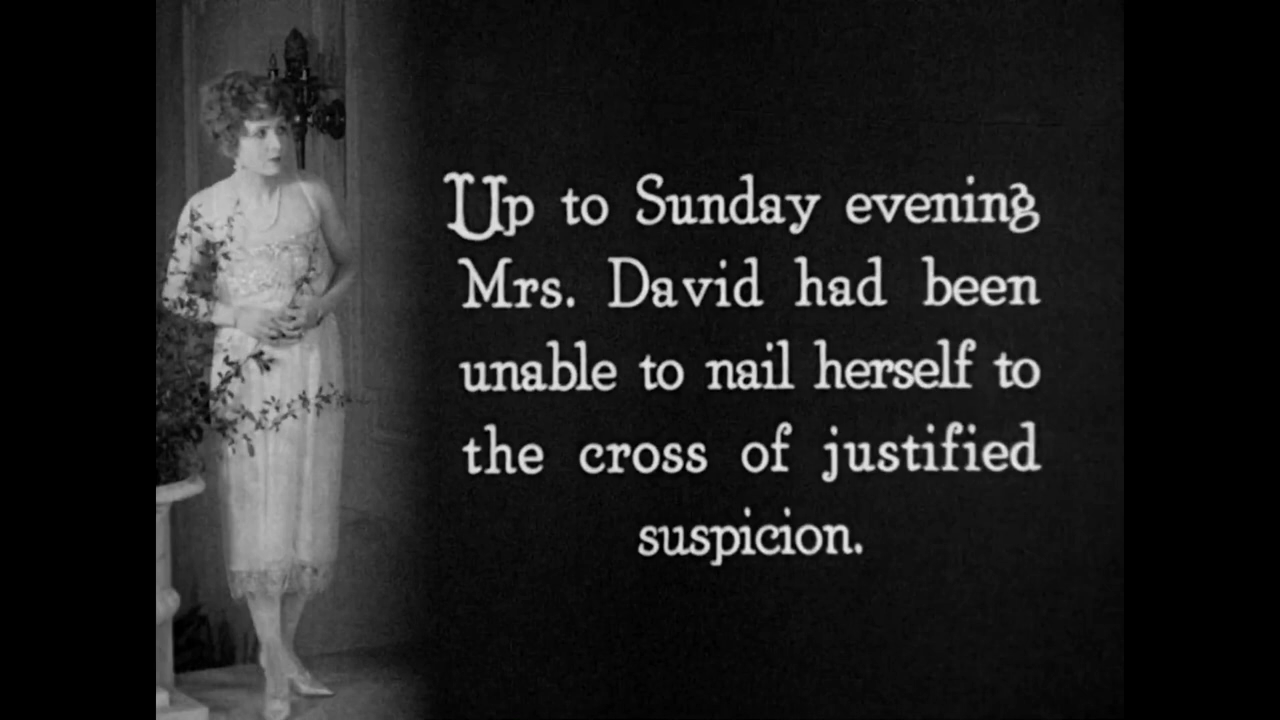 Up to Sunday evening
Mrs. David had been
unable to nail herself to
the cross of justified
suspicion.